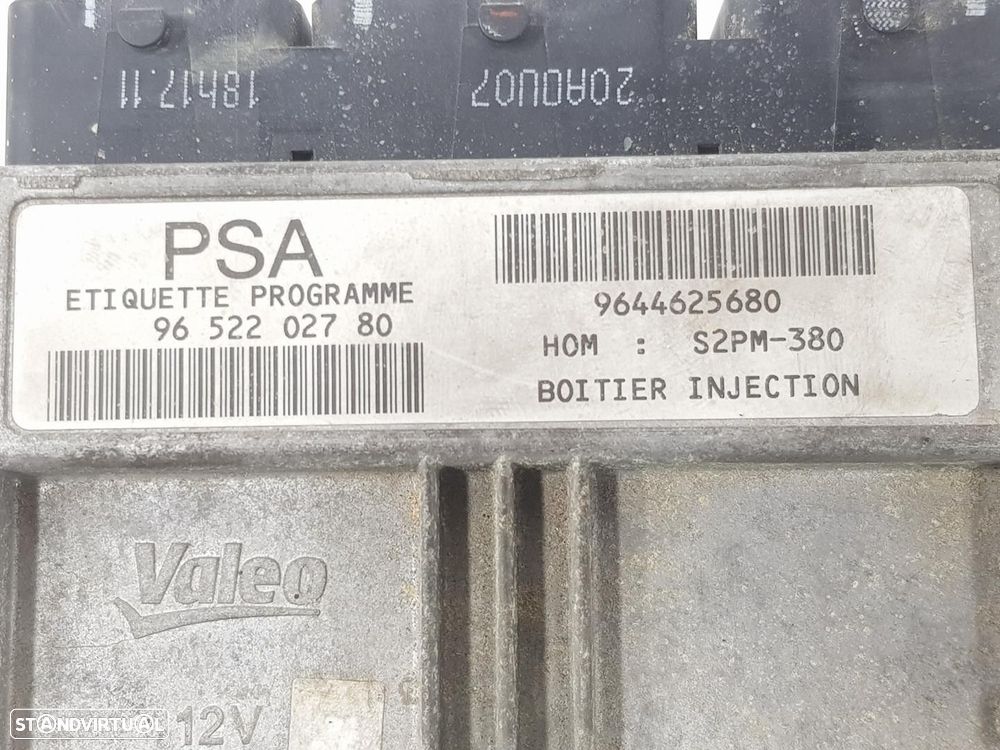 18h17.11
20AOU07
PSA
ETIQUETTE PROGRAMME
96 522 027 80
9644625680
HOM : S2PM-380
BOITIER INJECTION
Valeo
12V
STANDVIRTUAL